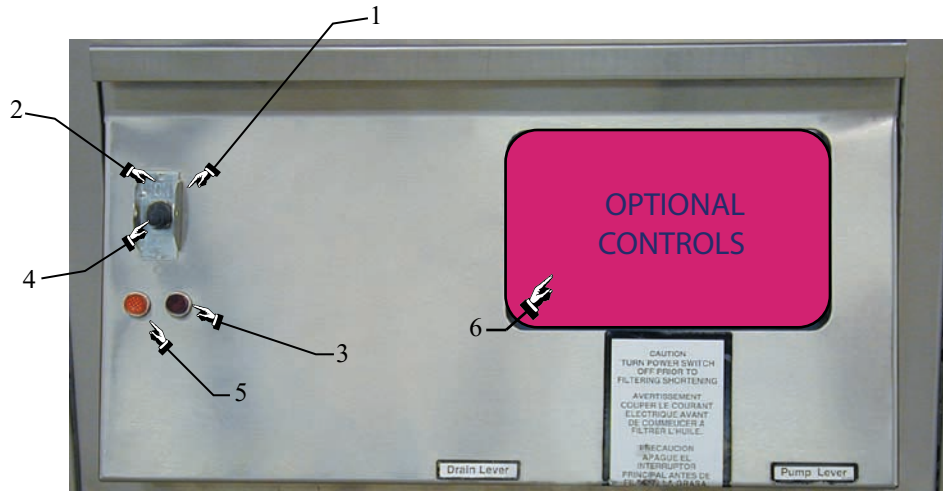 1
2
OPTIONAL
CONTROLS
4
6
3
5
CAUTION
TURN POWER SWITCH
OFF PRIOR TO
FILTERING SHORTENING
AVERTISSEMENT
COUPER LE COURANT
ELECTRIQUE AVANT
DE COMMEUCER A
FILTRER L'HUILE.
PRECAUCION
APAGUE EL
INTERRUPTOR
PRINCIPAL ANTES DE
LA GRASA
Drain Lever
Pump Lever